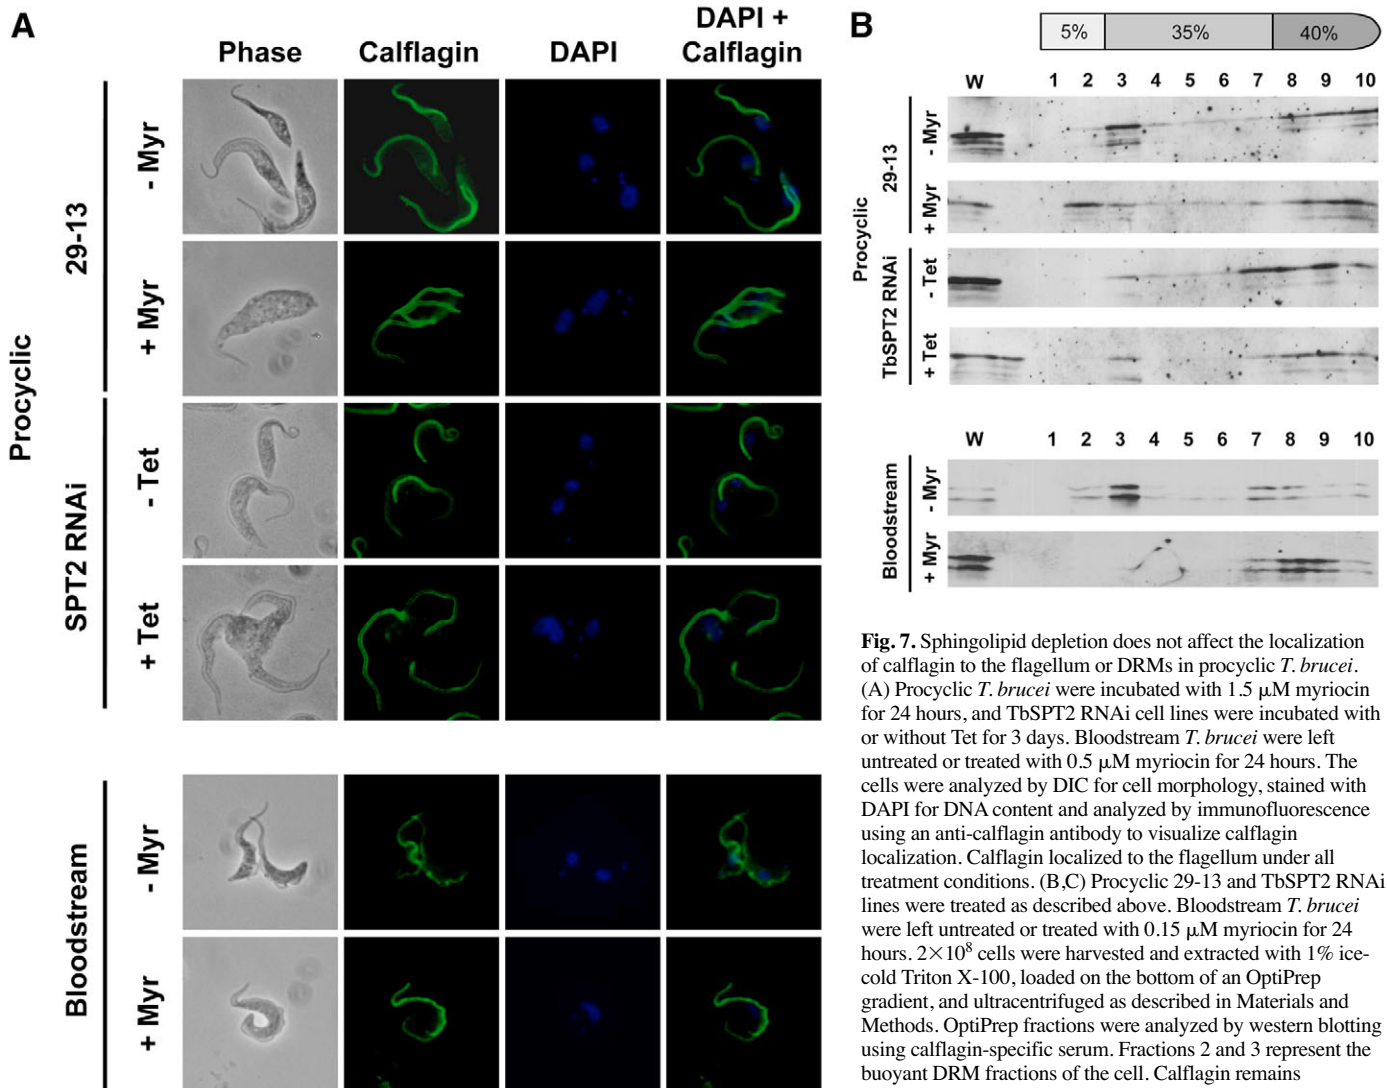 A
Phase
Calflagin
DAPI
DAPI +
Calflagin
Procyclic
29-13
- Myr
+ Myr
SPT2 RNAi
- Tet
+ Tet
Bloodstream
- Myr
+ Myr
B
5%
35%
40%
W 1 2 3 4 5 6 7 8 9 10
Procyclic
29-13
- Myr
+ Myr
TbSPT2 RNAi
- Tet
+ Tet
W 1 2 3 4 5 6 7 8 9 10
Bloodstream
- Myr
+ Myr
Fig. 7. Sphingolipid depletion does not affect the localization
of calflagin to the flagellum or DRMs in procyclic T. brucei.
(A) Procyclic T. brucei were incubated with 1.5 μM myriocin
for 24 hours, and TbSPT2 RNAi cell lines were incubated with
or without Tet for 3 days. Bloodstream T. brucei were left
untreated or treated with 0.5 μM myriocin for 24 hours. The
cells were analyzed by DIC for cell morphology, stained with
DAPI for DNA content and analyzed by immunofluorescence
using an anti-calflagin antibody to visualize calflagin
localization. Calflagin localized to the flagellum under all
treatment conditions. (B,C) Procyclic 29-13 and TbSPT2 RNAi
lines were treated as described above. Bloodstream T. brucei
were left untreated or treated with 0.15 μM myriocin for 24
hours. 2×10⁸ cells were harvested and extracted with 1% ice-
cold Triton X-100, loaded on the bottom of an OptiPrep
gradient, and ultracentrifuged as described in Materials and
Methods. OptiPrep fractions were analyzed by western blotting
using calflagin-specific serum. Fractions 2 and 3 represent the
buoyant DRM fractions of the cell. Calflagin remains